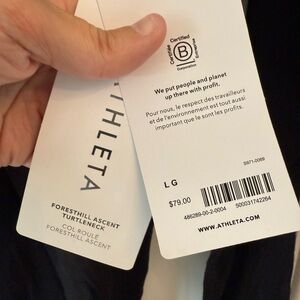 ATHLETA
FORESTHILL ASCENT
TURTLENECK
COL ROULÉ
FORESTHILL ASCENT
Certified
B
Corporation
We put people and planet
up there with profit.
Pour nous, le respect des travailleurs
et de l'environnement est tout aussi
important que le sont les profits.
LG
$79.00
486289-00-2-0004 500031742264
WWW.ATHLETA.COM